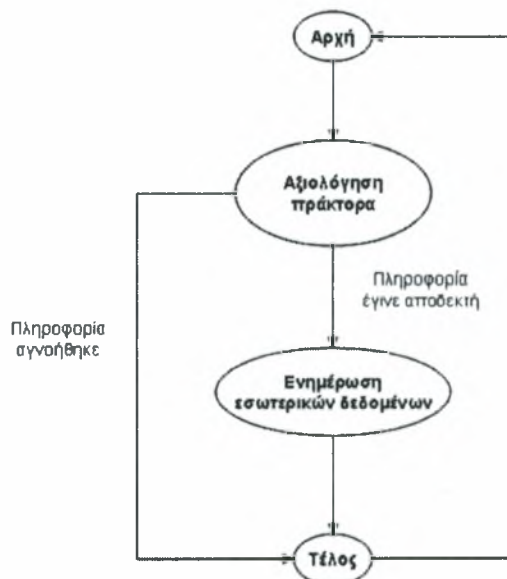 Αρχή
Αξιολόγηση
πράκτορα
Πληροφορία
έγινε αποδεκτή
Πληροφορία
αγνοήθηκε
Ενημέρωση
εσωτερικών δεδομένων
Τέλος